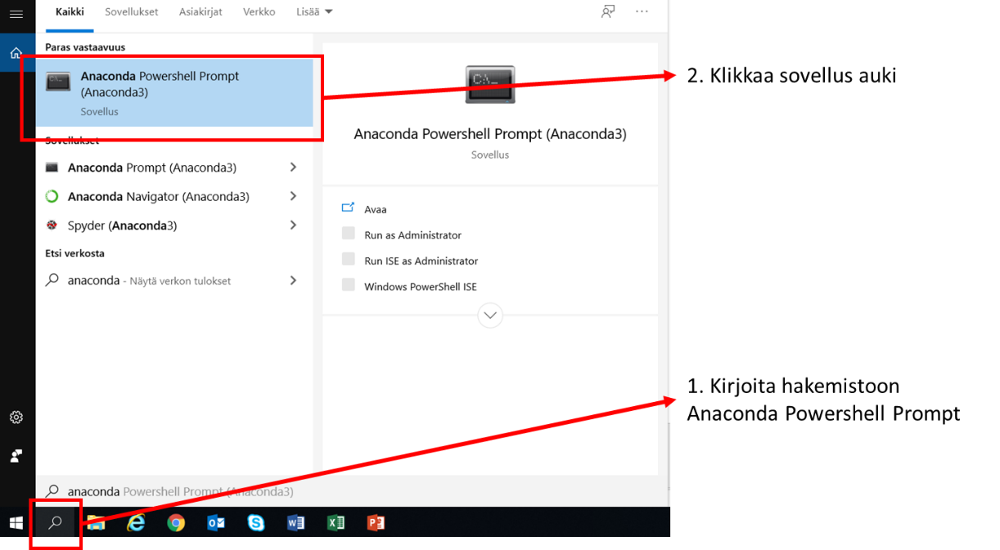 Kaikki Sovellukset Asiakirjat Verkko Lisää
Paras vastaavuus
Anaconda Powershell Prompt
(Anaconda3)
Sovellus
Sovellukset
Anaconda Prompt (Anaconda3)
Anaconda Navigator (Anaconda3)
Spyder (Anaconda3)
Etsi verkosta
anaconda - Näytä verkon tulokset
anaconda Powershell Prompt (Anaconda3)
C:\_
Anaconda Powershell Prompt (Anaconda3)
Sovellus
Avaa
Run as Administrator
Run ISE as Administrator
Windows PowerShell ISE
2. Klikkaa sovellus auki
1. Kirjoita hakemistoon
Anaconda Powershell Prompt